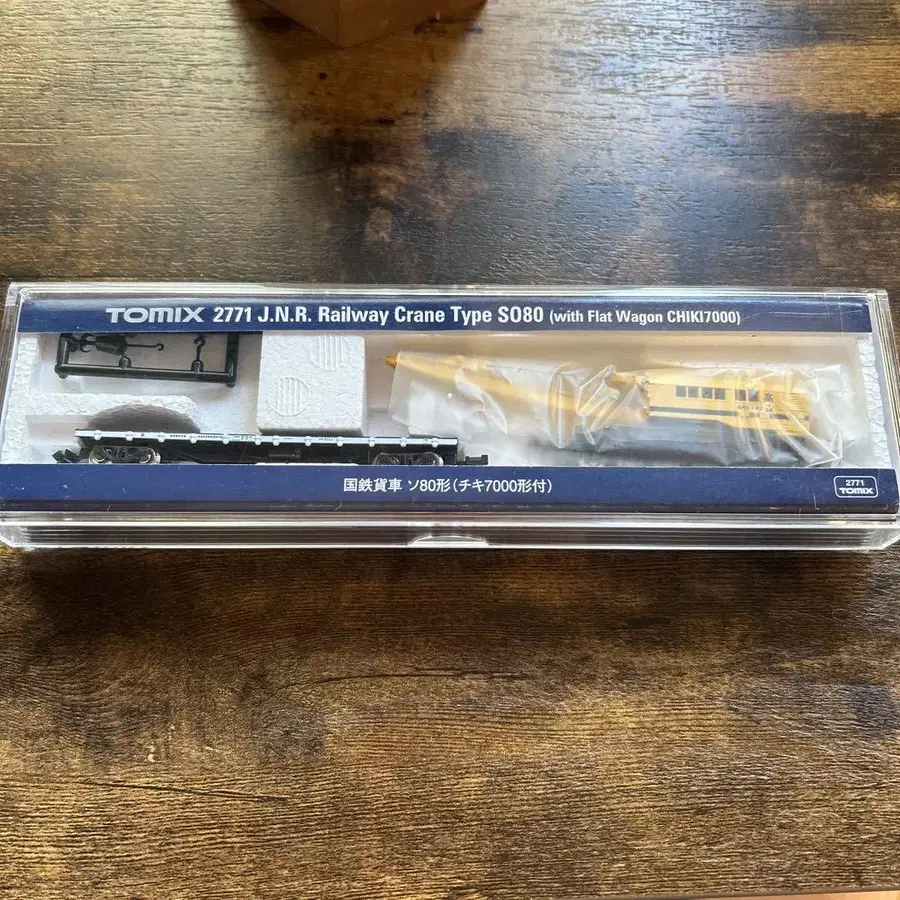 TOMIX 2771 J.N.R. Railway Crane Type SO80 (with Flat Wagon CHIKI7000)
国鉄貨車 ソ80形(チキ7000形付)
2771
TOMIX